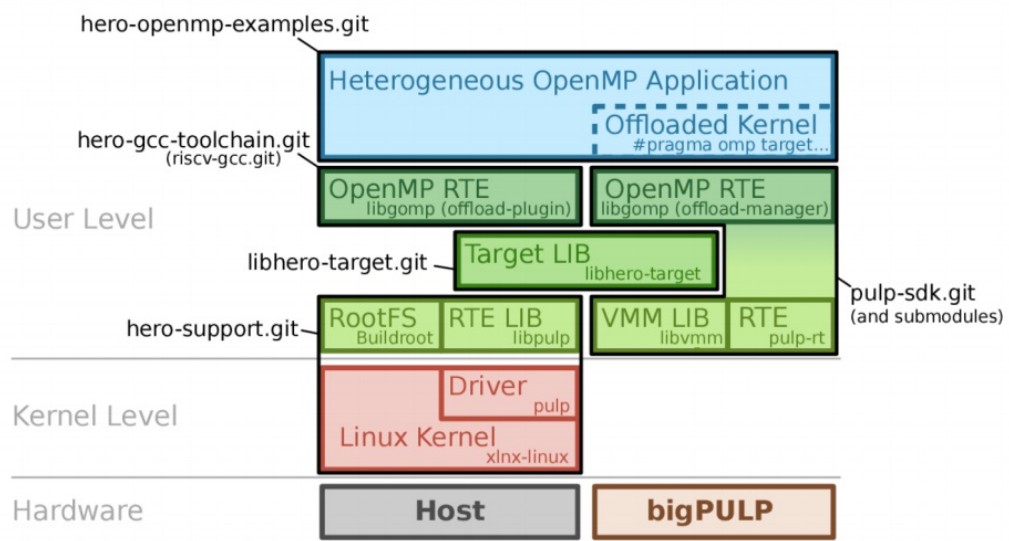 hero-openmp-examples.git
Heterogeneous OpenMP Application
Offloaded Kernel
#pragma omp target...
hero-gcc-toolchain.git
(riscv-gcc.git)
OpenMP RTE
libgomp (offload-plugin)
OpenMP RTE
libgomp (offload-manager)
User Level
Target LIB
libhero-target
libhero-target.git
pulp-sdk.git
(and submodules)
hero-support.git
RootFS
Buildroot
RTE LIB
libpulp
VMM LIB
libvmm
RTE
pulp-rt
Kernel Level
Driver
pulp
Linux Kernel
xlnx-linux
Hardware
Host
bigPULP